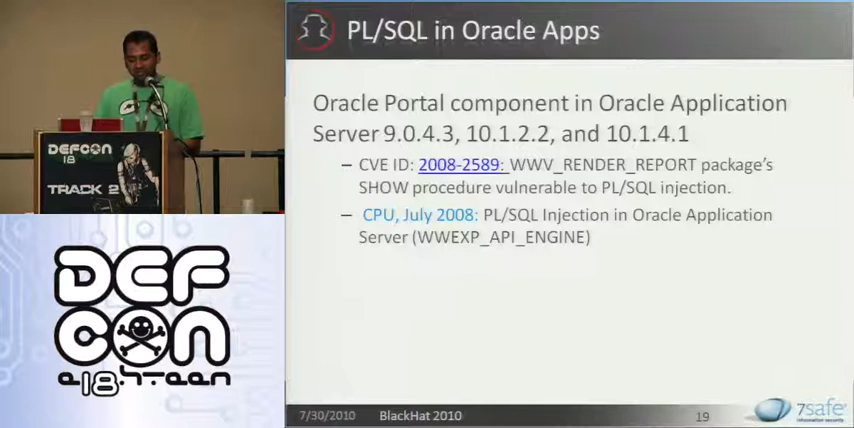 PL/SQL in Oracle Apps
Oracle Portal component in Oracle Application
Server 9.0.4.3, 10.1.2.2, and 10.1.4.1
– CVE ID: 2008-2589: WWV_RENDER_REPORT package's
SHOW procedure vulnerable to PL/SQL injection.
– CPU, July 2008: PL/SQL Injection in Oracle Application
Server (WWEXP_API_ENGINE)
7/30/2010
BlackHat 2010
19
7safe
information security
DEFCON
18
TRACK 2
DEF
CON
e18hteen